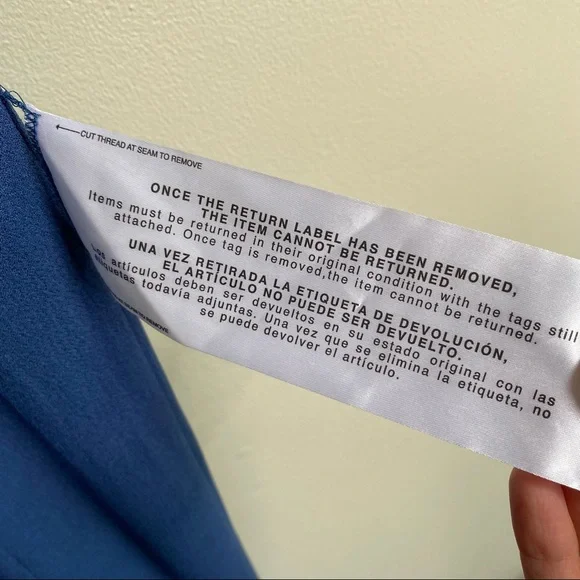 CUT THREAD AT SEAM TO REMOVE
ONCE THE RETURN LABEL HAS BEEN REMOVED,
THE ITEM CANNOT BE RETURNED.
Items must be returned in their original condition with the tags still
attached. Once tag is removed,the item cannot be returned.
UNA VEZ RETIRADA LA ETIQUETA DE DEVOLUCIÓN,
EL ARTÍCULO NO PUEDE SER DEVUELTO.
Los artículos deben ser devueltos en su estado original con las
etiquetas todavía adjuntas. Una vez que se elimina la etiqueta, no
se puede devolver el artículo.